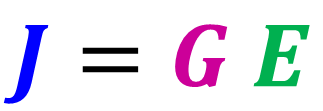 J = G E